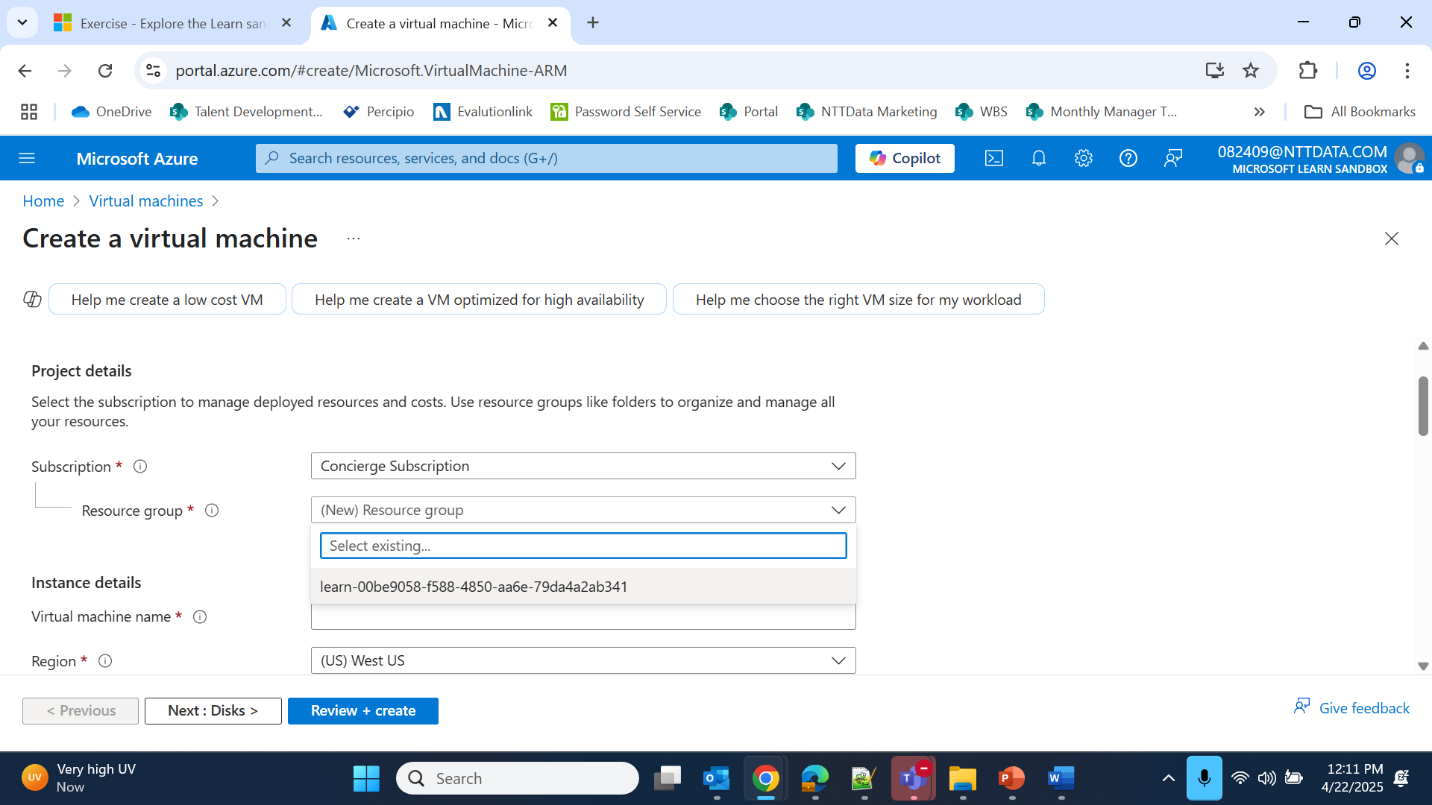 Exercise - Explore the Learn san
Create a virtual machine - Micro
portal.azure.com/#create/Microsoft.VirtualMachine-ARM
OneDrive
Talent Development...
Percipio
Evalutionlink
Password Self Service
Portal
NTTData Marketing
WBS
Monthly Manager T...
All Bookmarks
Microsoft Azure
Search resources, services, and docs (G+/)
Copilot
082409@NTTDATA.COM
MICROSOFT LEARN SANDBOX
Home > Virtual machines >
Create a virtual machine ...
Help me create a low cost VM
Help me create a VM optimized for high availability
Help me choose the right VM size for my workload
Project details
Select the subscription to manage deployed resources and costs. Use resource groups like folders to organize and manage all
your resources.
Subscription *
Concierge Subscription
Resource group *
(New) Resource group
Select existing...
learn-00be9058-f588-4850-aa6e-79da4a2ab341
Instance details
Virtual machine name *
Region *
(US) West US
< Previous
Next : Disks >
Review + create
Give feedback
UV
Very high UV
Now
Search
12:11 PM
4/22/2025